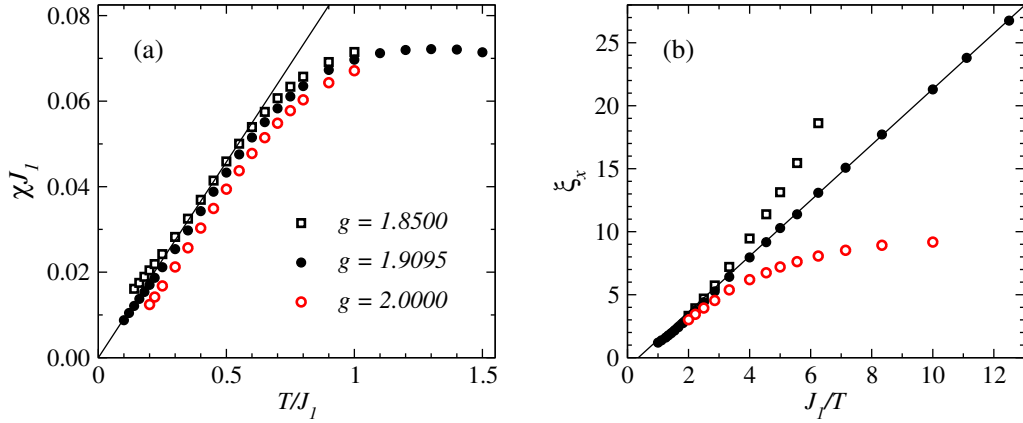 0.08
0.06
0.04
0.02
0.00
χJ₁
(a)
g = 1.8500
g = 1.9095
g = 2.0000
0 0.5 1 1.5
T/J₁
25
20
15
10
5
0
ξₓ
(b)
0 2 4 6 8 10 12
J₁/T